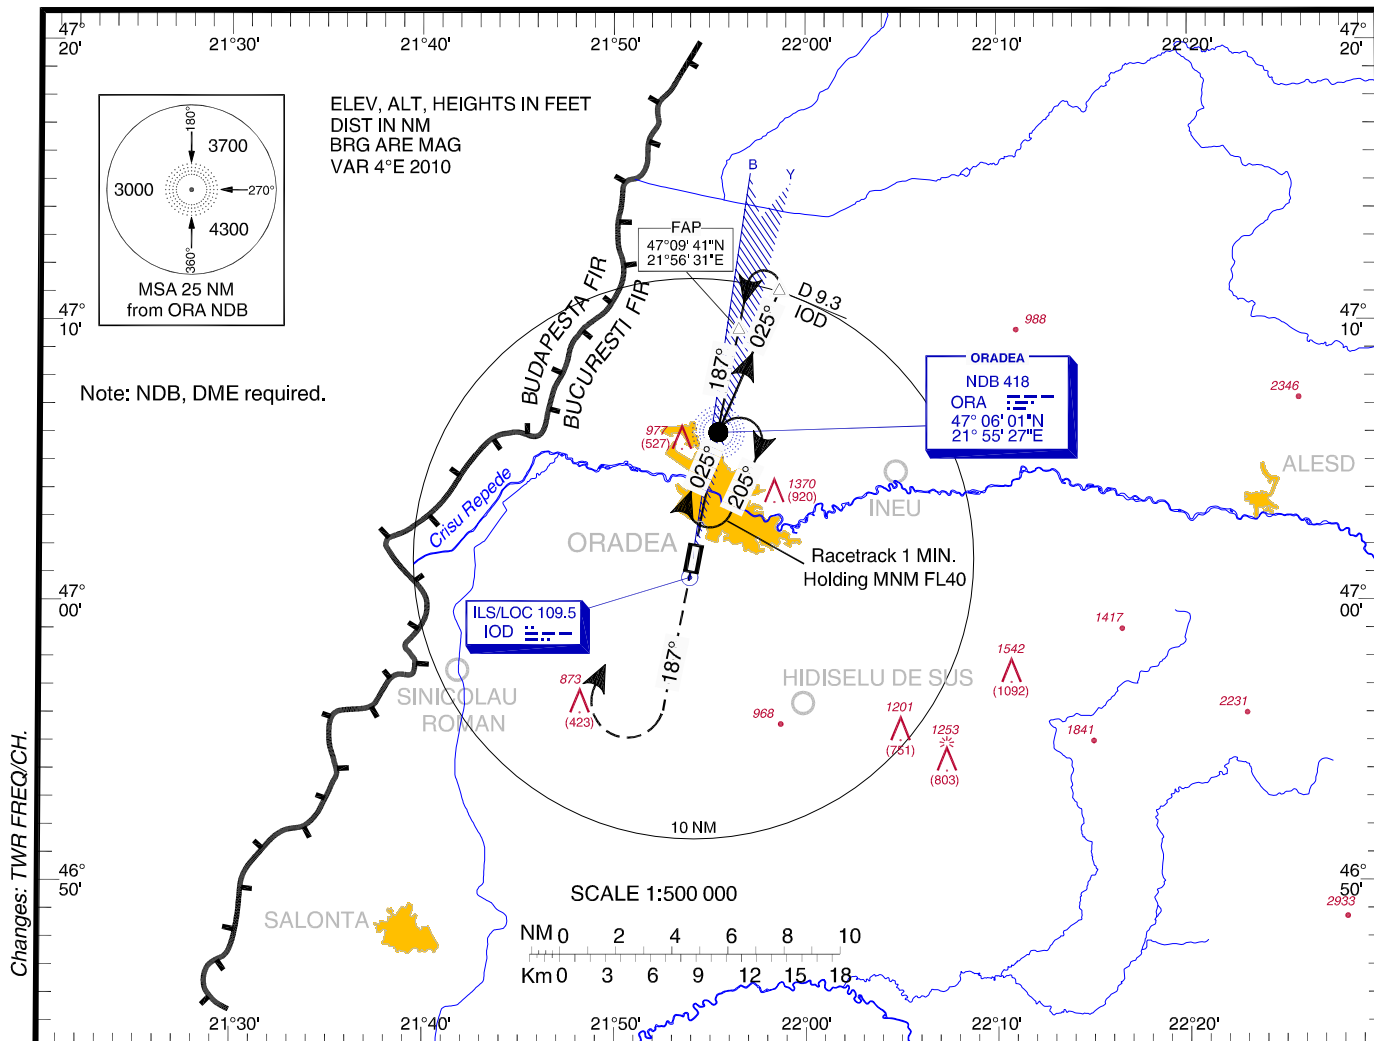 47° 20'
21°30'
21°40'
21°50'
22°00'
22°10'
22°20'
47° 20'
180°
3700
3000
270°
4300
360°
MSA 25 NM
from ORA NDB
ELEV, ALT, HEIGHTS IN FEET
DIST IN NM
BRG ARE MAG
VAR 4°E 2010
B
Y
FAP
47°09' 41"N
21°56' 31"E
BUDAPESTA FIR
BUCURESTI FIR
D 9.3
IOD
47° 10'
47° 10'
988
2346
187°
025°
Note: NDB, DME required.
ORADEA
NDB 418
ORA
47° 06' 01"N
21° 55' 27"E
977
(527)
025°
205°
1370
(920)
ALESD
INEU
Crisu Repede
ORADEA
Racetrack 1 MIN.
Holding MNM FL40
47° 00'
47° 00'
ILS/LOC 109.5
IOD
187°
1417
1542
(1092)
SINICOLAU
ROMAN
873
(423)
HIDISELU DE SUS
968
1201
(751)
1253
(803)
1841
2231
10 NM
Changes: TWR FREQ/CH.
46° 50'
46° 50'
SCALE 1:500 000
2933
SALONTA
NM 0 2 4 6 8 10
Km 0 3 6 9 12 15 18
21°30'
21°40'
21°50'
22°00'
22°10'
22°20'